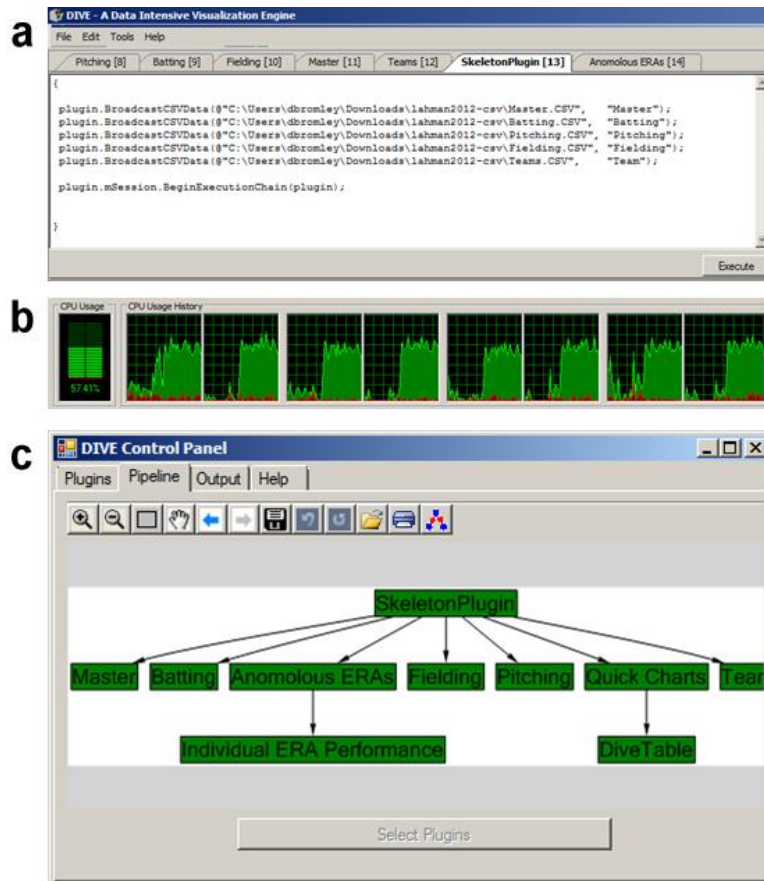 a
DIVE - A Data Intensive Visualization Engine
File Edit Tools Help
Pitching [8] Batting [9] Fielding [10] Master [11] Teams [12] SkeletonPlugin [13] Anomolous ERAs [14]
{
plugin.BroadcastCSVData(@"C:\Users\dbromley\Downloads\lahman2012-csv\Master.CSV", "Master");
plugin.BroadcastCSVData(@"C:\Users\dbromley\Downloads\lahman2012-csv\Batting.CSV", "Batting");
plugin.BroadcastCSVData(@"C:\Users\dbromley\Downloads\lahman2012-csv\Pitching.CSV", "Pitching");
plugin.BroadcastCSVData(@"C:\Users\dbromley\Downloads\lahman2012-csv\Fielding.CSV", "Fielding");
plugin.BroadcastCSVData(@"C:\Users\dbromley\Downloads\lahman2012-csv\Teams.CSV", "Team");
plugin.mSession.BeginExecutionChain(plugin);
}
Execute
b
CPU Usage CPU Usage History
57.41%
c
DIVE Control Panel
Plugins Pipeline Output Help
SkeletonPlugin
Master Batting Anomolous ERAs Fielding Pitching Quick Charts Tear
Individual ERA Performance DiveTable
Select Plugins